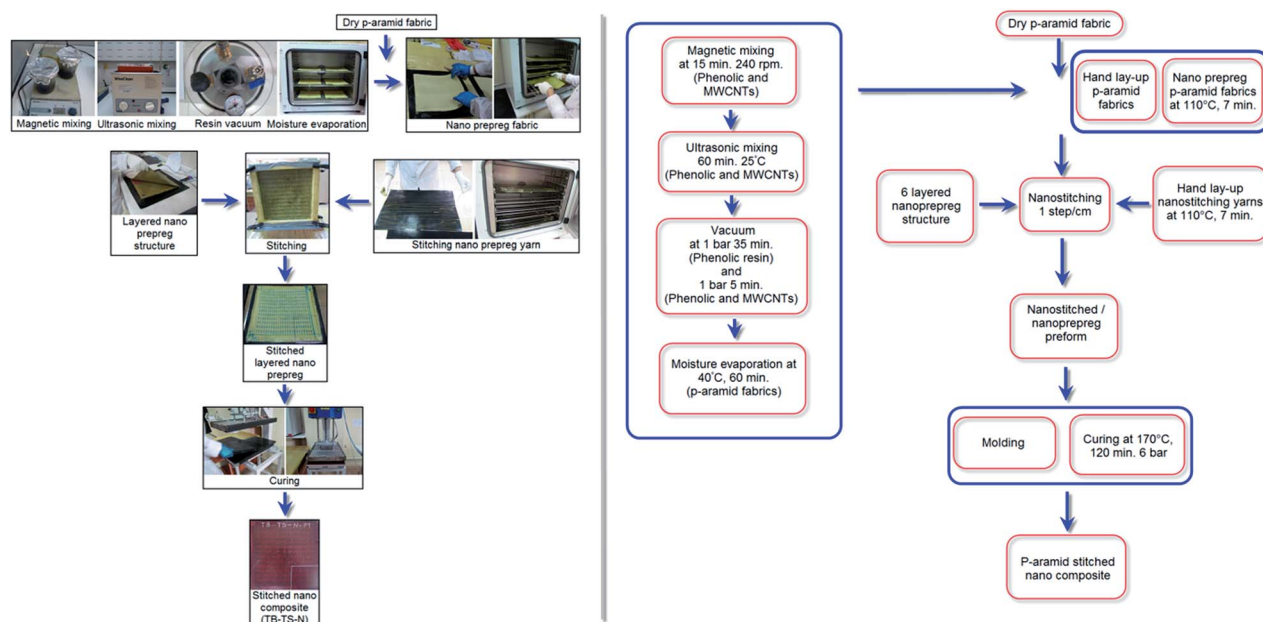 Dry p-aramid fabric
Magnetic mixing
Ultrasonic mixing
Resin vacuum
Moisture evaporation
Nano prepreg fabric
Layered nano
prepreg
structure
Stitching
Stitching nano prepreg yarn
Stitched
layered nano
prepreg
Curing
TB-TS-N
Stitched nano
composite
(TB-TS-N)
Magnetic mixing
at 15 min. 240 rpm.
(Phenolic and
MWCNTs)
Ultrasonic mixing
60 min. 25°C
(Phenolic and MWCNTs)
Vacuum
at 1 bar 35 min.
(Phenolic resin)
and
1 bar 5 min.
(Phenolic and MWCNTs)
Moisture evaporation at
40°C, 60 min.
(p-aramid fabrics)
Dry p-aramid fabric
Hand lay-up
p-aramid
fabrics
Nano prepreg
p-aramid fabrics
at 110°C, 7 min.
6 layered
nanoprepreg
structure
Nanostitching
1 step/cm
Hand lay-up
nanostitching yarns
at 110°C, 7 min.
Nanostitched /
nanoprepreg
preform
Molding
Curing at 170°C,
120 min. 6 bar
P-aramid stitched
nano composite